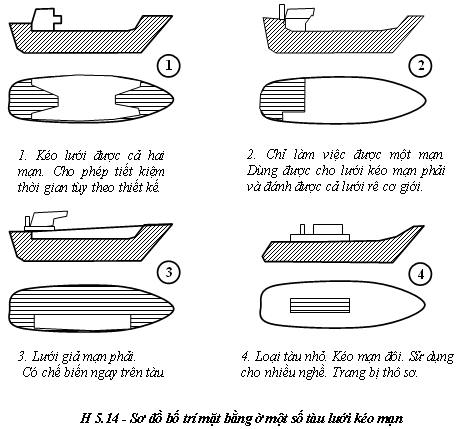 1
2
1. Kéo lưới được cả hai
mạn. Cho phép tiết kiệm
thời gian tùy theo thiết kế.
2. Chỉ làm việc được một mạn
Dùng được cho lưới kéo mạn phải
và đánh được cả lưới rê cơ giới.
3
4
3. Lưới giã mạn phải.
Có chế biến ngay trên tàu
4. Loại tàu nhỏ. Kéo mạn đôi. Sử dụng
cho nhiều nghề. Trang bị thô sơ.
H 5.14 - Sơ đồ bố trí mặt bằng ở một số tàu lưới kéo mạn